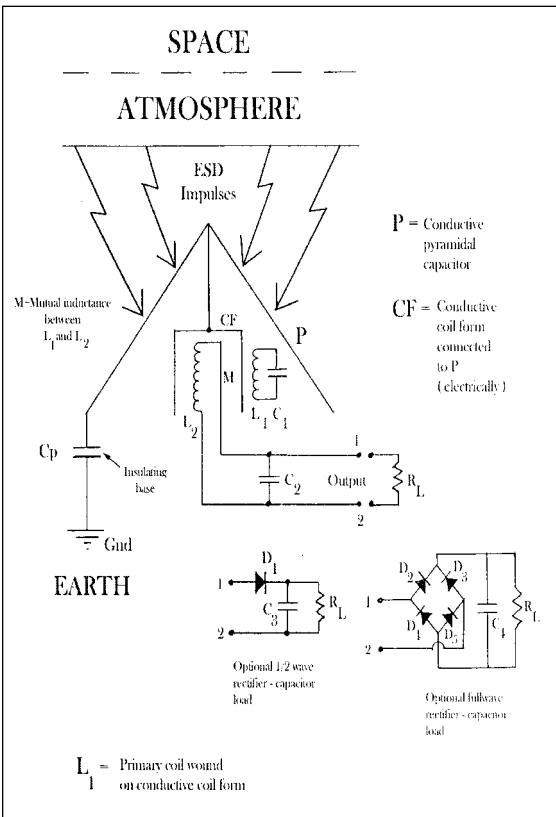 SPACE
ATMOSPHERE
ESD
Impulses
P = Conductive
pyramidal
capacitor
M=Mutual inductance
between
L1 and L2
CF = Conductive
coil form
connected
to P
(electrically)
CF
P
M
L2
L1 C1
Cp
Insulating
base
1
C2
Output
RL
2
Gnd
EARTH
D1
1
C3
RL
2
Optional 1/2 wave
rectifier - capacitor
load
D2
D3
1
D4
D5
C4
RL
2
Optional fullwave
rectifier - capacitor
load
L1 = Primary coil wound
on conductive coil form